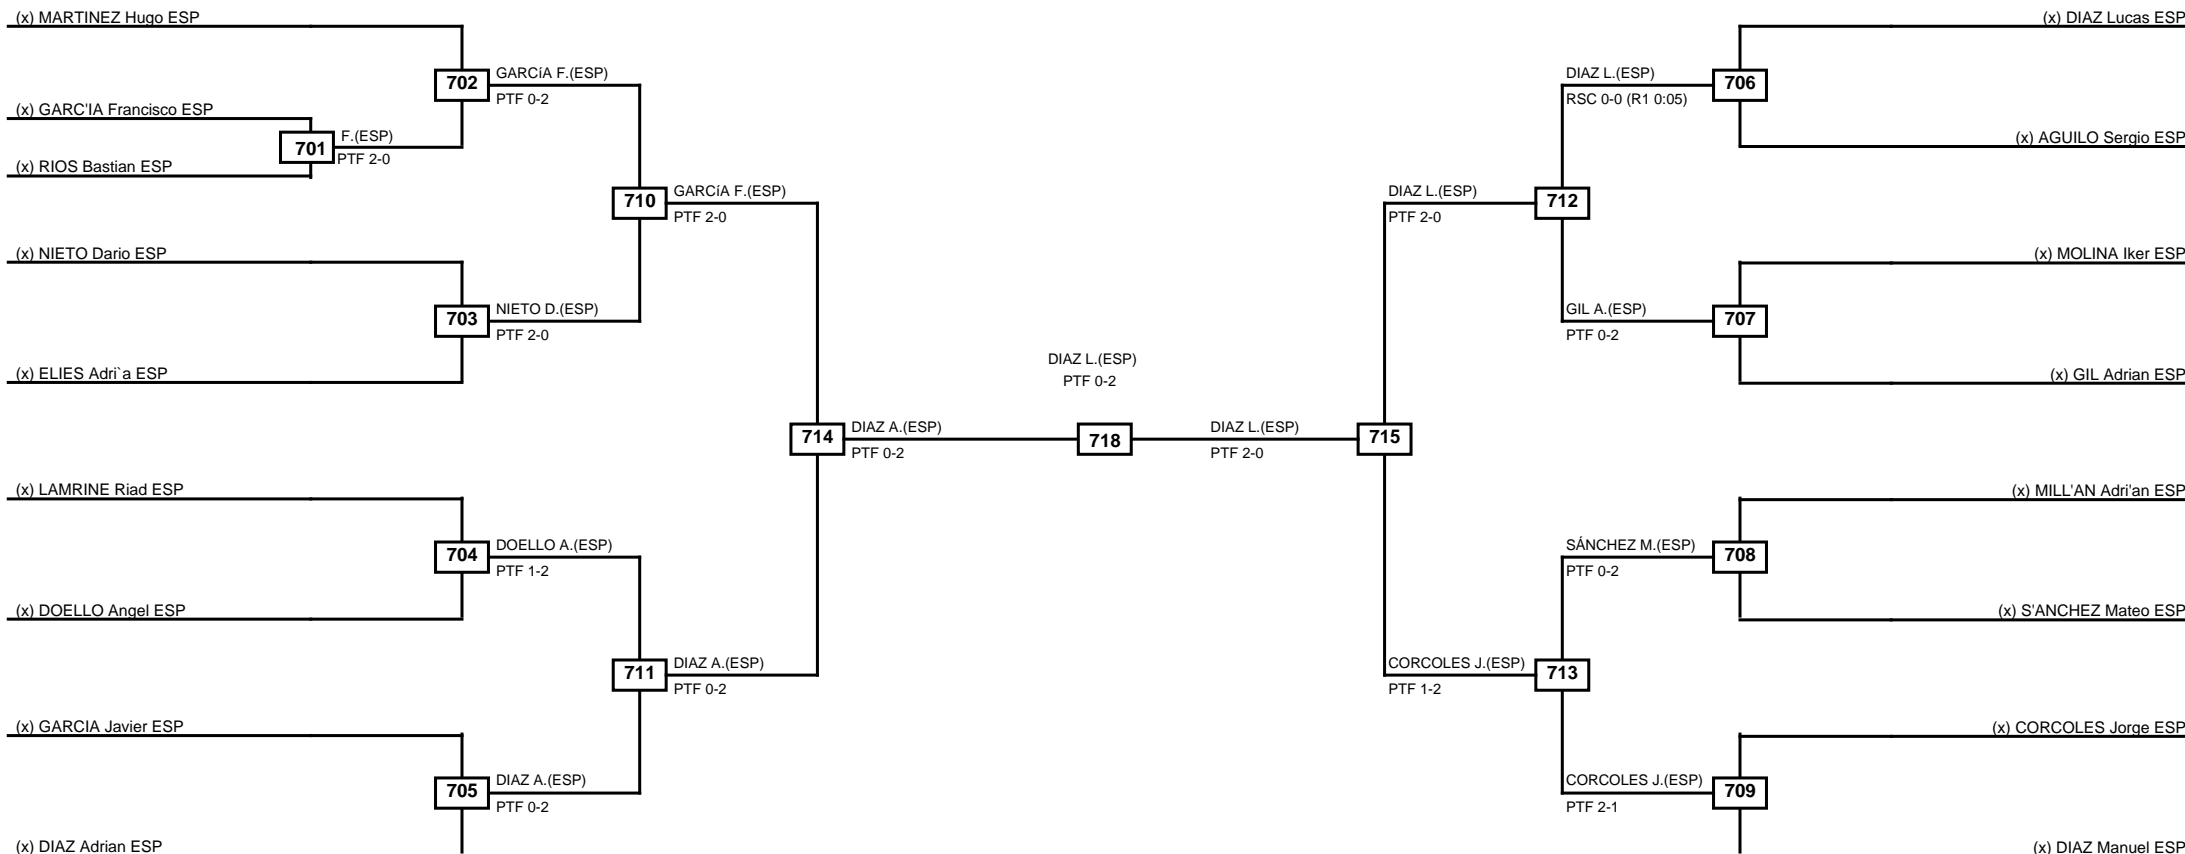 (x) MARTINEZ Hugo ESP
(x) GARC'IA Francisco ESP
(x) RIOS Bastian ESP
(x) NIETO Dario ESP
(x) ELIES Adri`a ESP
(x) LAMRINE Riad ESP
(x) DOELLO Angel ESP
(x) GARCIA Javier ESP
(x) DIAZ Adrian ESP
701
F.(ESP)
PTF 2-0
702
GARCíA F.(ESP)
PTF 0-2
703
NIETO D.(ESP)
PTF 2-0
704
DOELLO A.(ESP)
PTF 1-2
705
DIAZ A.(ESP)
PTF 0-2
710
GARCíA F.(ESP)
PTF 2-0
711
DIAZ A.(ESP)
PTF 0-2
714
DIAZ A.(ESP)
PTF 0-2
DIAZ L.(ESP)
PTF 0-2
718
DIAZ L.(ESP)
PTF 2-0
715
DIAZ L.(ESP)
PTF 2-0
712
CORCOLES J.(ESP)
PTF 1-2
713
DIAZ L.(ESP)
RSC 0-0 (R1 0:05)
706
GIL A.(ESP)
PTF 0-2
707
SÁNCHEZ M.(ESP)
PTF 0-2
708
CORCOLES J.(ESP)
PTF 2-1
709
(x) DIAZ Lucas ESP
(x) AGUILO Sergio ESP
(x) MOLINA Iker ESP
(x) GIL Adrian ESP
(x) MILL'AN Adri'an ESP
(x) S'ANCHEZ Mateo ESP
(x) CORCOLES Jorge ESP
(x) DIAZ Manuel ESP